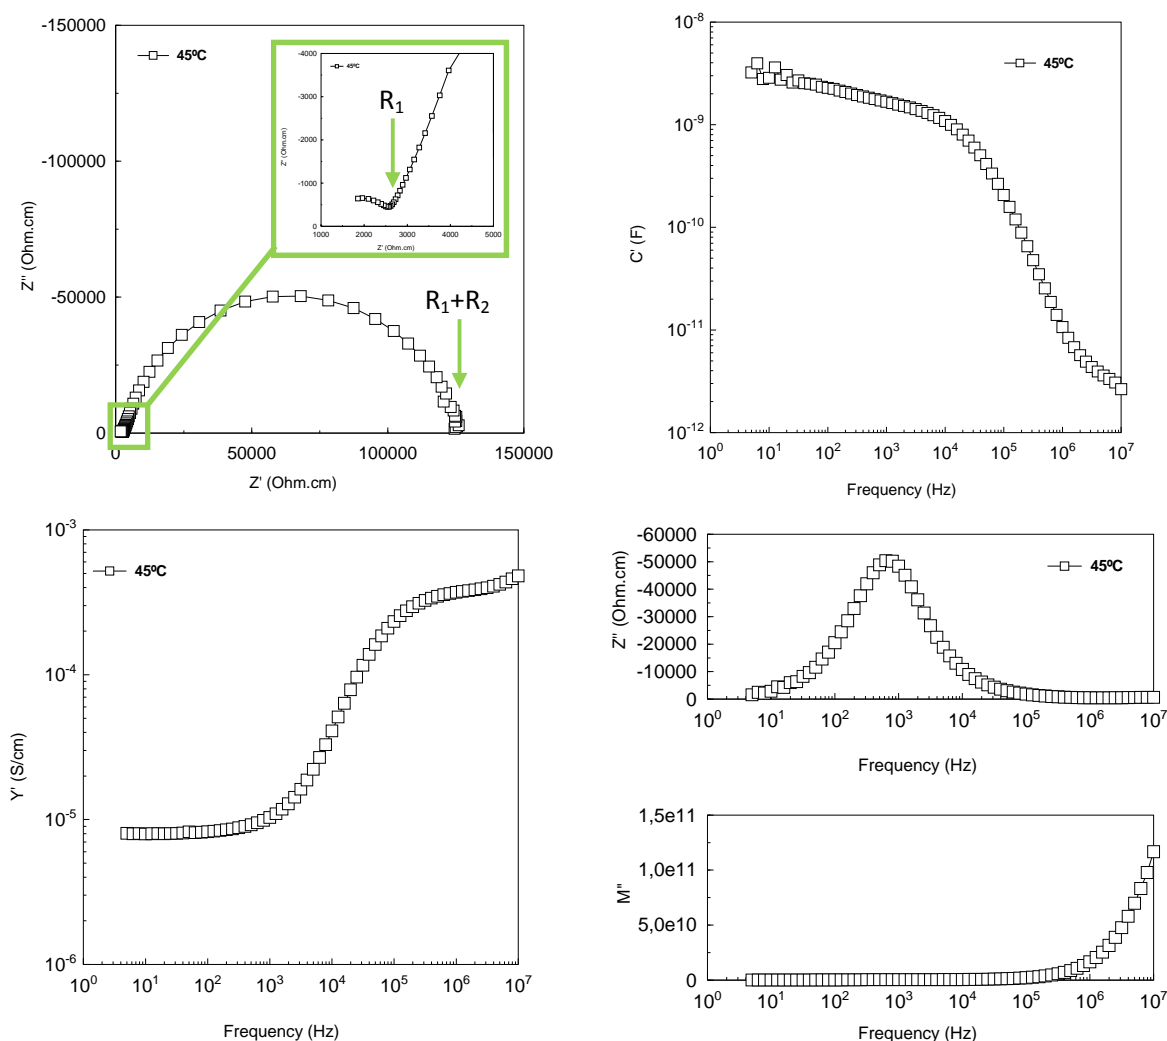 -150000
-100000
-50000
0
0
50000
100000
150000
Z'' (Ohm.cm)
Z' (Ohm.cm)
45ºC
-4000
-3000
-2000
-1000
0
1000
2000
3000
4000
5000
Z'' (Ohm.cm)
Z' (Ohm.cm)
45ºC
R₁
R₁+R₂
10⁻⁸
10⁻⁹
10⁻¹⁰
10⁻¹¹
10⁻¹²
10⁰ 10¹ 10² 10³ 10⁴ 10⁵ 10⁶ 10⁷
C' (F)
Frequency (Hz)
45ºC
10⁻³
10⁻⁴
10⁻⁵
10⁻⁶
10⁰ 10¹ 10² 10³ 10⁴ 10⁵ 10⁶ 10⁷
Y' (S/cm)
Frequency (Hz)
45ºC
-60000
-50000
-40000
-30000
-20000
-10000
0
10⁰ 10¹ 10² 10³ 10⁴ 10⁵ 10⁶ 10⁷
Z'' (Ohm.cm)
Frequency (Hz)
45ºC
1,5e11
1,0e11
5,0e10
0
10⁰ 10¹ 10² 10³ 10⁴ 10⁵ 10⁶ 10⁷
M''
Frequency (Hz)